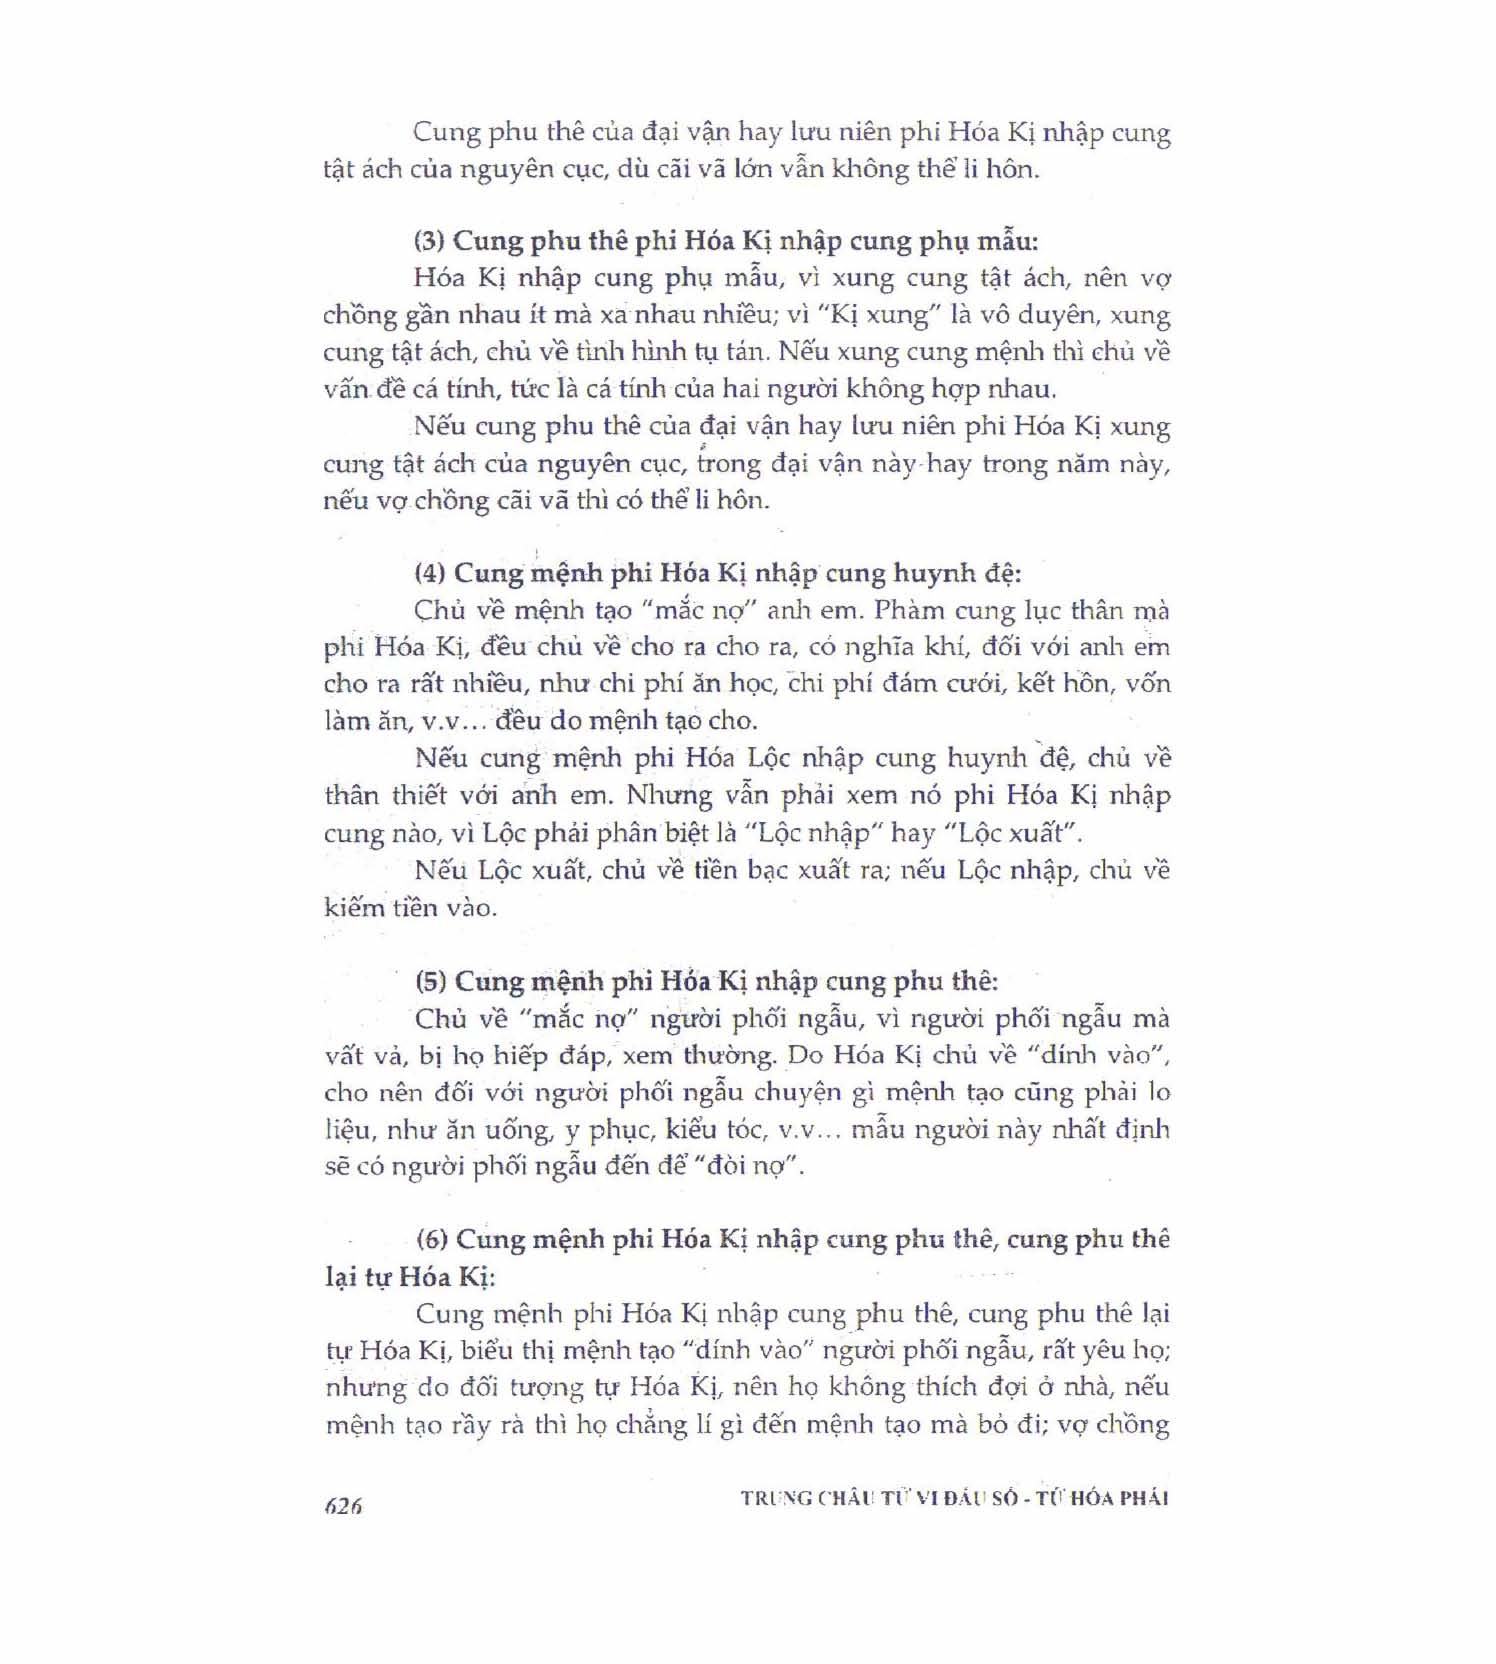 Cung phu thê của đại vận hay lưu niên phi Hóa Kị nhập cung
tật ách của nguyên cục, dù cãi vã lớn vẫn không thể li hôn.
(3) Cung phu thê phi Hóa Kị nhập cung phụ mẫu:
Hóa Kị nhập cung phụ mẫu, vì xung cung tật ách, nên vợ
chồng gần nhau ít mà xa nhau nhiều; vì "Kị xung" là vô duyên, xung
cung tật ách, chủ về tình hình tụ tán. Nếu xung cung mệnh thì chủ về
vấn đề cá tính, tức là cá tính của hai người không hợp nhau.
Nếu cung phu thê của đại vận hay lưu niên phi Hóa Kị xung
cung tật ách của nguyên cục, trong đại vận này hay trong năm này,
nếu vợ chồng cãi vã thì có thể li hôn.
(4) Cung mệnh phi Hóa Kị nhập cung huynh đệ:
Chủ về mệnh tạo "mắc nợ" anh em. Phàm cung lục thân mà
phi Hóa Kị, đều chủ về cho ra cho ra, có nghĩa khí, đối với anh em
cho ra rất nhiều, như chi phí ăn học, chi phí đám cưới, kết hồn, vốn
làm ăn, v.v... đều do mệnh tạo cho.
Nếu cung mệnh phi Hóa Lộc nhập cung huynh đệ, chủ về
thân thiết với anh em. Nhưng vẫn phải xem nó phi Hóa Kị nhập
cung nào, vì Lộc phải phân biệt là "Lộc nhập" hay "Lộc xuất".
Nếu Lộc xuất, chủ về tiền bạc xuất ra; nếu Lộc nhập, chủ về
kiếm tiền vào.
(5) Cung mệnh phi Hóa Kị nhập cung phu thê:
Chủ về "mắc nợ" người phối ngẫu, vì người phối ngẫu mà
vất vả, bị họ hiếp đáp, xem thường. Do Hóa Kị chủ về "dính vào",
cho nên đối với người phối ngẫu chuyện gì mệnh tạo cũng phải lo
liệu, như ăn uống, y phục, kiểu tóc, v.v... mẫu người này nhất định
sẽ có người phối ngẫu đến để "đòi nợ".
(6) Cung mệnh phi Hóa Kị nhập cung phu thê, cung phu thê
lại tự Hóa Kị:
Cung mệnh phi Hóa Kị nhập cung phu thê, cung phu thê lại
tự Hóa Kị, biểu thị mệnh tạo "dính vào" người phối ngẫu, rất yêu họ;
nhưng do đối tượng tự Hóa Kị, nên họ không thích đợi ở nhà, nếu
mệnh tạo rầy rà thì họ chẳng lí gì đến mệnh tạo mà bỏ đi; vợ chồng
626
TRUNG CHÂU TỬ VI ĐẨU SỐ - TỨ HÓA PHÁI